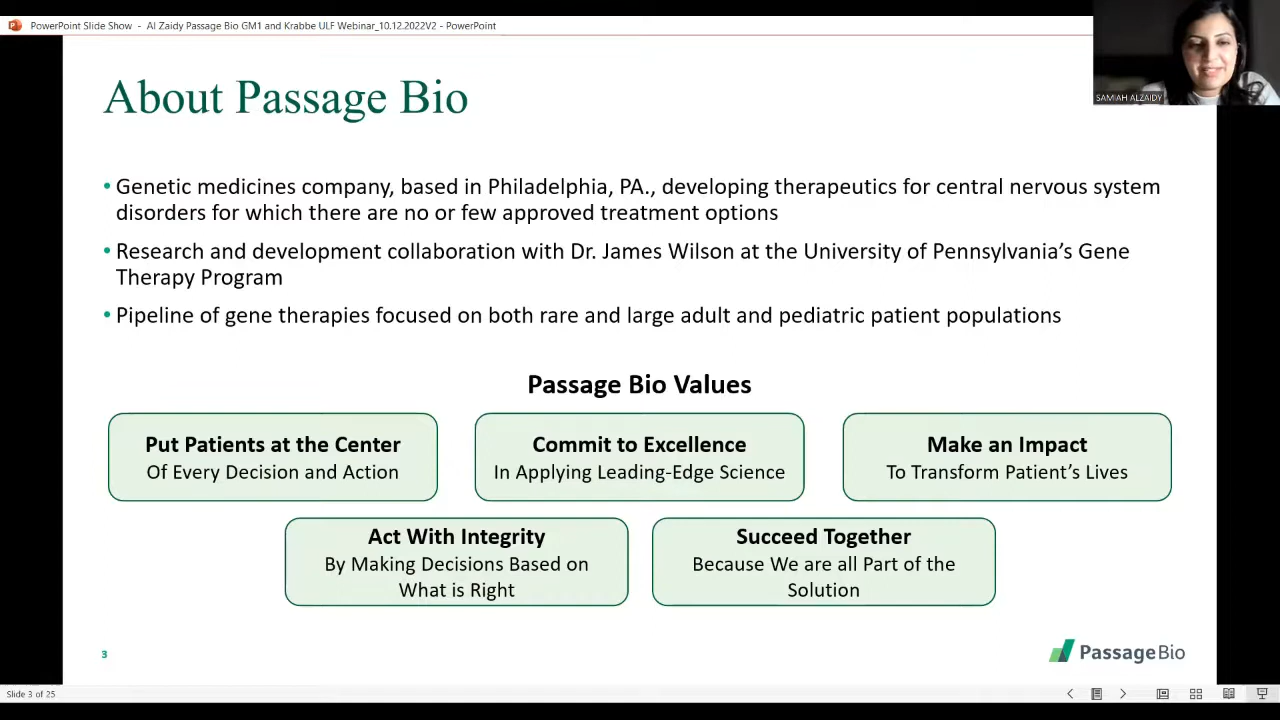 PowerPoint Slide Show - Al Zaidy Passage Bio GM1 and Krabbe ULF Webinar_10.12.2022V2 - PowerPoint
SAMIAH ALZAIDY
About Passage Bio
• Genetic medicines company, based in Philadelphia, PA., developing therapeutics for central nervous system
disorders for which there are no or few approved treatment options
• Research and development collaboration with Dr. James Wilson at the University of Pennsylvania's Gene
Therapy Program
• Pipeline of gene therapies focused on both rare and large adult and pediatric patient populations
Passage Bio Values
Put Patients at the Center
Of Every Decision and Action
Commit to Excellence
In Applying Leading-Edge Science
Make an Impact
To Transform Patient's Lives
Act With Integrity
By Making Decisions Based on
What is Right
Succeed Together
Because We are all Part of the
Solution
3
PassageBio
Slide 3 of 25